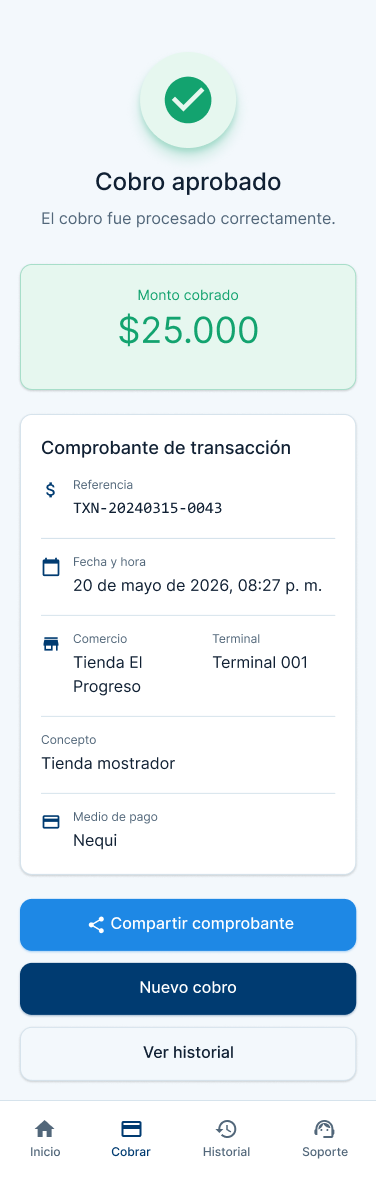 Cobro aprobado
El cobro fue procesado correctamente.
Monto cobrado
$25.000
Comprobante de transacción
Referencia
TXN-20240315-0043
Fecha y hora
20 de mayo de 2026, 08:27 p. m.
Comercio
Tienda El
Progreso
Terminal
Terminal 001
Concepto
Tienda mostrador
Medio de pago
Nequi
Compartir comprobante
Nuevo cobro
Ver historial
Inicio
Cobrar
Historial
Soporte